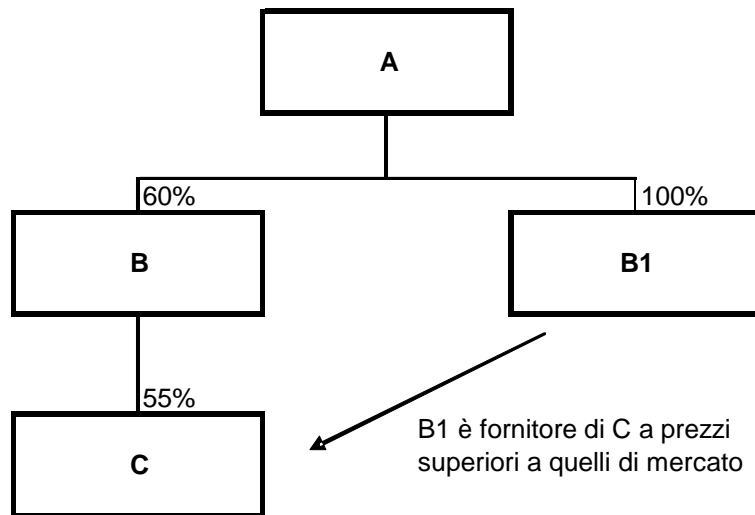 A
60%
100%
B
B1
55%
C
B1 è fornitore di C a prezzi
superiori a quelli di mercato